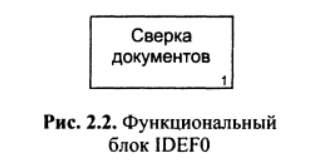 Сверка
документов
1
Рис. 2.2. Функциональный
блок IDEF0